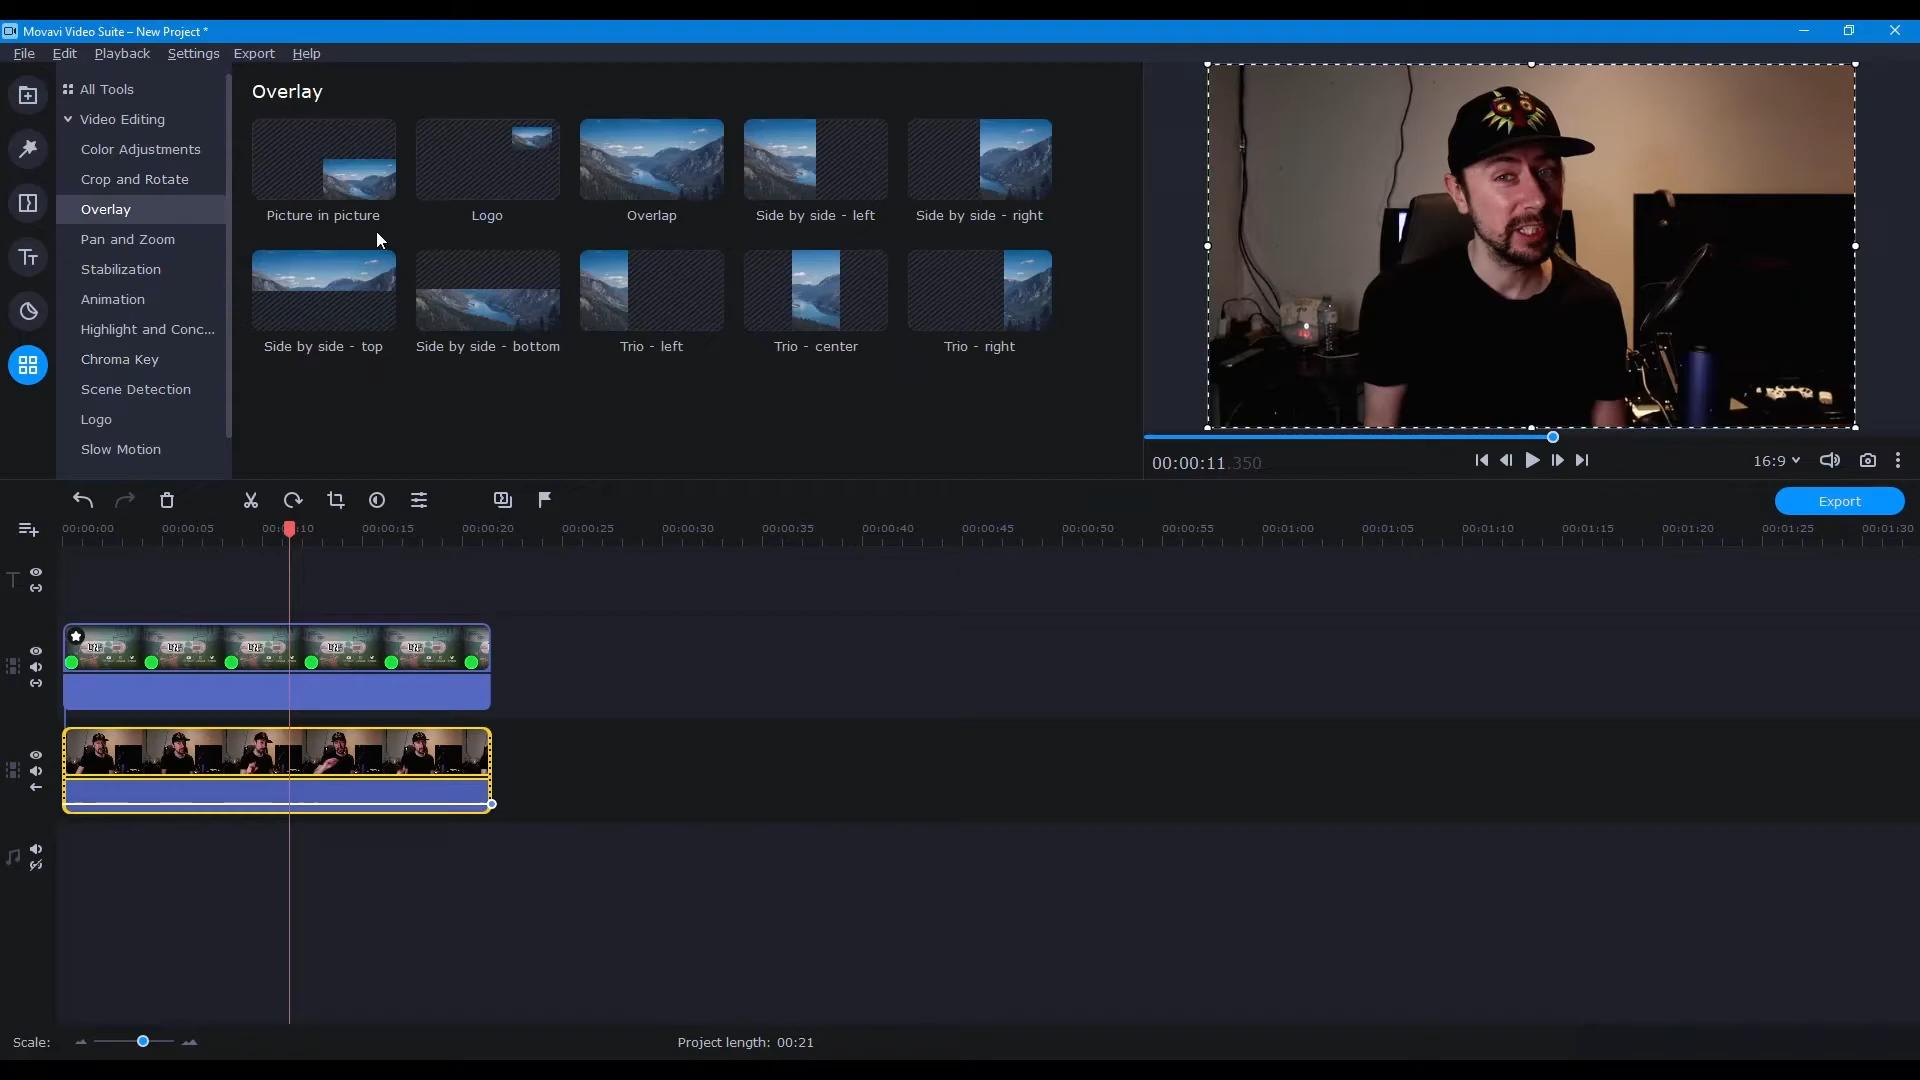 Movavi Video Suite – New Project *
File Edit Playback Settings Export Help
All Tools
Video Editing
Color Adjustments
Crop and Rotate
Overlay
Pan and Zoom
Stabilization
Animation
Highlight and Conc...
Chroma Key
Scene Detection
Logo
Slow Motion
Overlay
Picture in picture
Logo
Overlap
Side by side - left
Side by side - right
Side by side - top
Side by side - bottom
Trio - left
Trio - center
Trio - right
00:00:11.350
16:9
Export
00:00:00 00:00:05 00:00:10 00:00:15 00:00:20 00:00:25 00:00:30 00:00:35 00:00:40 00:00:45 00:00:50 00:00:55 00:01:00 00:01:05 00:01:10 00:01:15 00:01:20 00:01:25 00:01:30
Scale:
Project length: 00:21